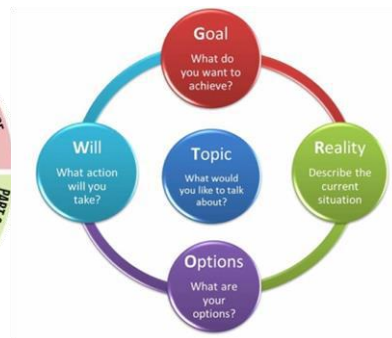 Goal
What do
you want to
achieve?
Will
What action
will you
take?
Topic
What would
you like to talk
about?
Reality
Describe the
current
situation
Options
What are
your
options?